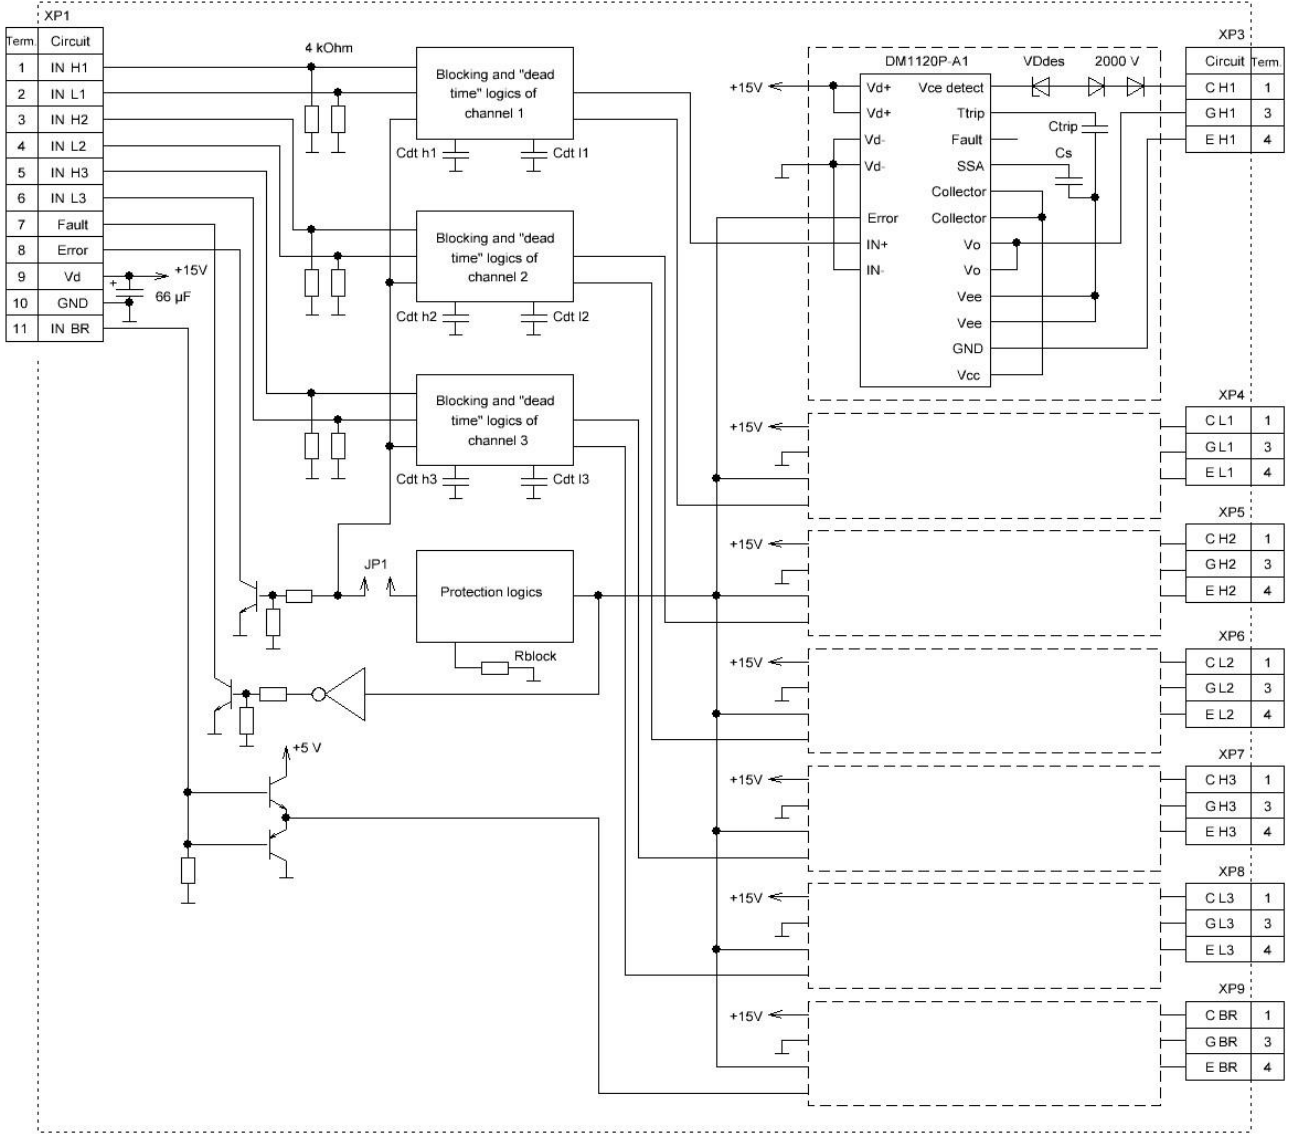 XP1
Term. Circuit
1 IN H1
2 IN L1
3 IN H2
4 IN L2
5 IN H3
6 IN L3
7 Fault
8 Error
9 Vd
10 GND
11 IN BR
+15V
+
66 µF
4 kOhm
Blocking and "dead
time" logics of
channel 1
Cdt h1
Cdt l1
Blocking and "dead
time" logics of
channel 2
Cdt h2
Cdt l2
Blocking and "dead
time" logics of
channel 3
Cdt h3
Cdt l3
JP1
Protection logics
Rblock
+5 V
DM1120P-A1
+15V
Vd+
Vd+
Vd-
Vd-
Error
IN+
IN-
Vce detect
Ttrip
Fault
SSA
Collector
Collector
Vo
Vo
Vee
Vee
GND
Vcc
VDdes
2000 V
Ctrip
Cs
XP3
Circuit Term.
C H1 1
G H1 3
E H1 4
XP4
+15V
C L1 1
G L1 3
E L1 4
XP5
+15V
C H2 1
G H2 3
E H2 4
XP6
+15V
C L2 1
G L2 3
E L2 4
XP7
+15V
C H3 1
G H3 3
E H3 4
XP8
+15V
C L3 1
G L3 3
E L3 4
XP9
+15V
C BR 1
G BR 3
E BR 4